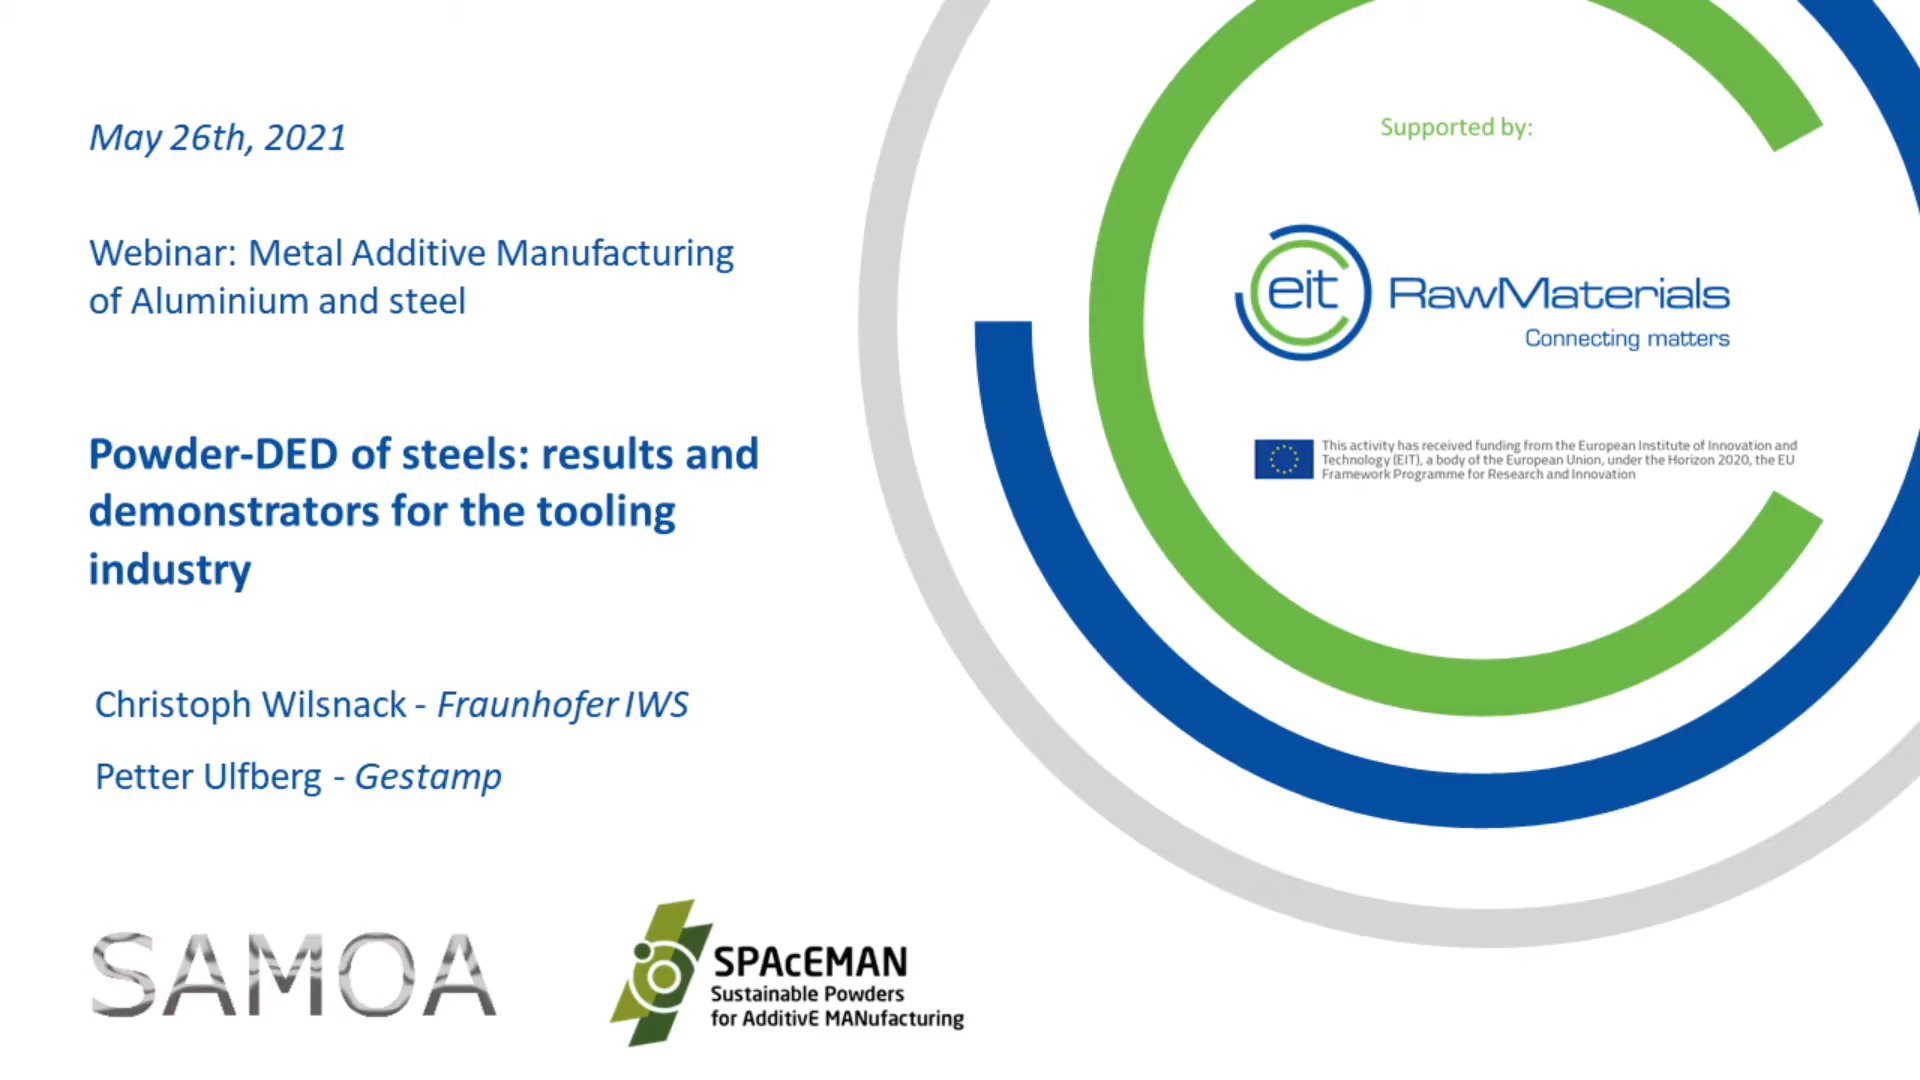 May 26th, 2021
Webinar: Metal Additive Manufacturing
of Aluminium and steel
Powder-DED of steels: results and
demonstrators for the tooling
industry
Christoph Wilsnack - Fraunhofer IWS
Petter Ulfberg - Gestamp
SAMOA
SPAcEMAN
Sustainable Powders
for AdditivE MANufacturing
Supported by:
eit RawMaterials
Connecting matters
This activity has received funding from the European Institute of Innovation and
Technology (EIT), a body of the European Union, under the Horizon 2020, the EU
Framework Programme for Research and Innovation